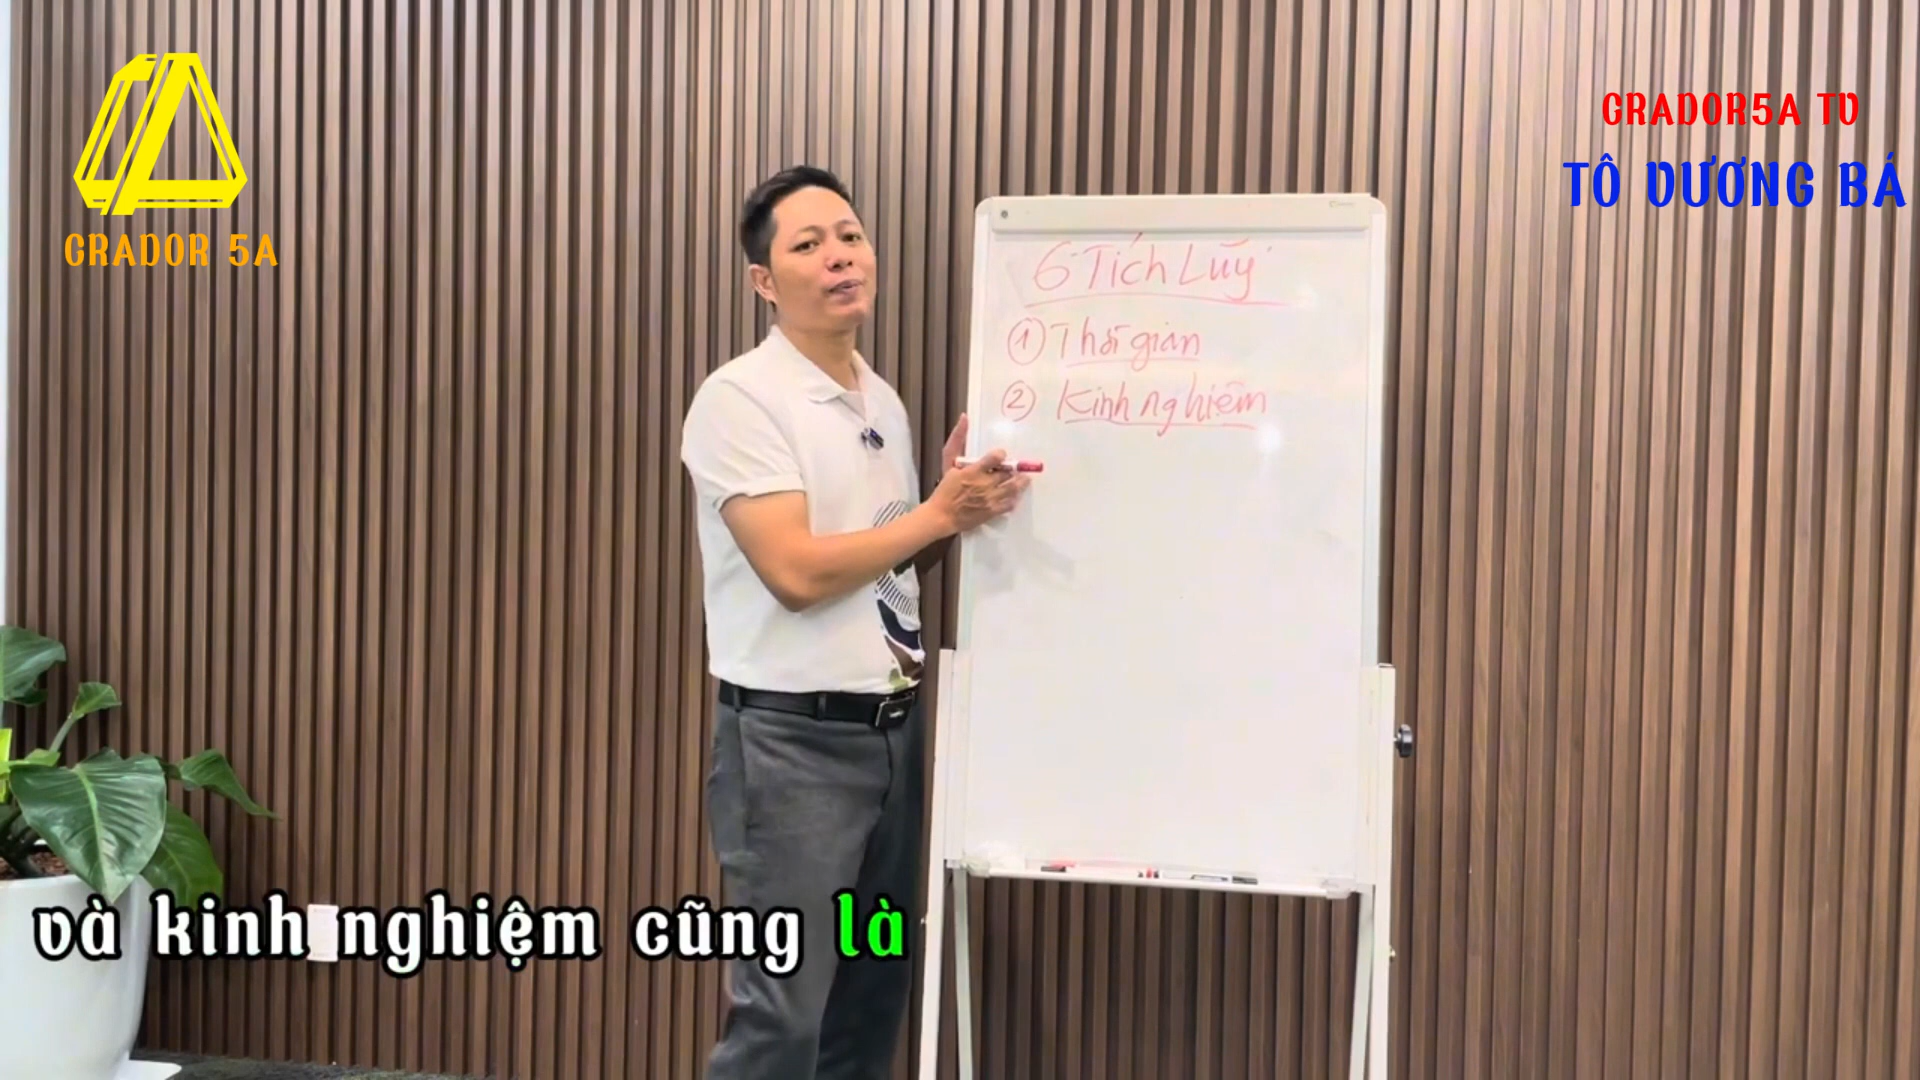 GRADOR 5A
GRADOR5A TV
TÔ VƯƠNG BÁ
6 Tích Lũy
① Thời gian
② Kinh nghiệm
và kinh nghiệm cũng là